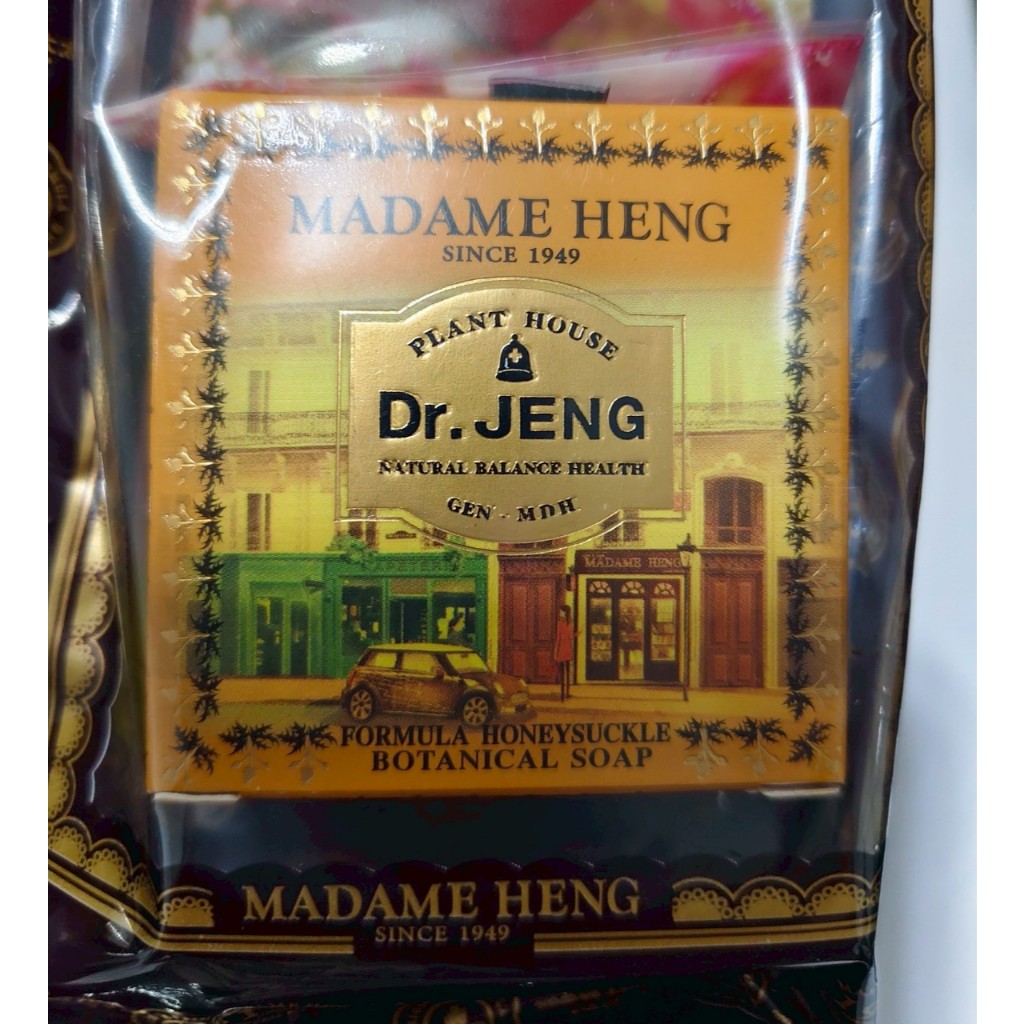 MADAME HENG
SINCE 1949
PLANT HOUSE
Dr. JENG
NATURAL BALANCE HEALTH
GEN - MDH
MADAME HENG
FORMULA HONEYSUCKLE
BOTANICAL SOAP
MADAME HENG
SINCE 1949